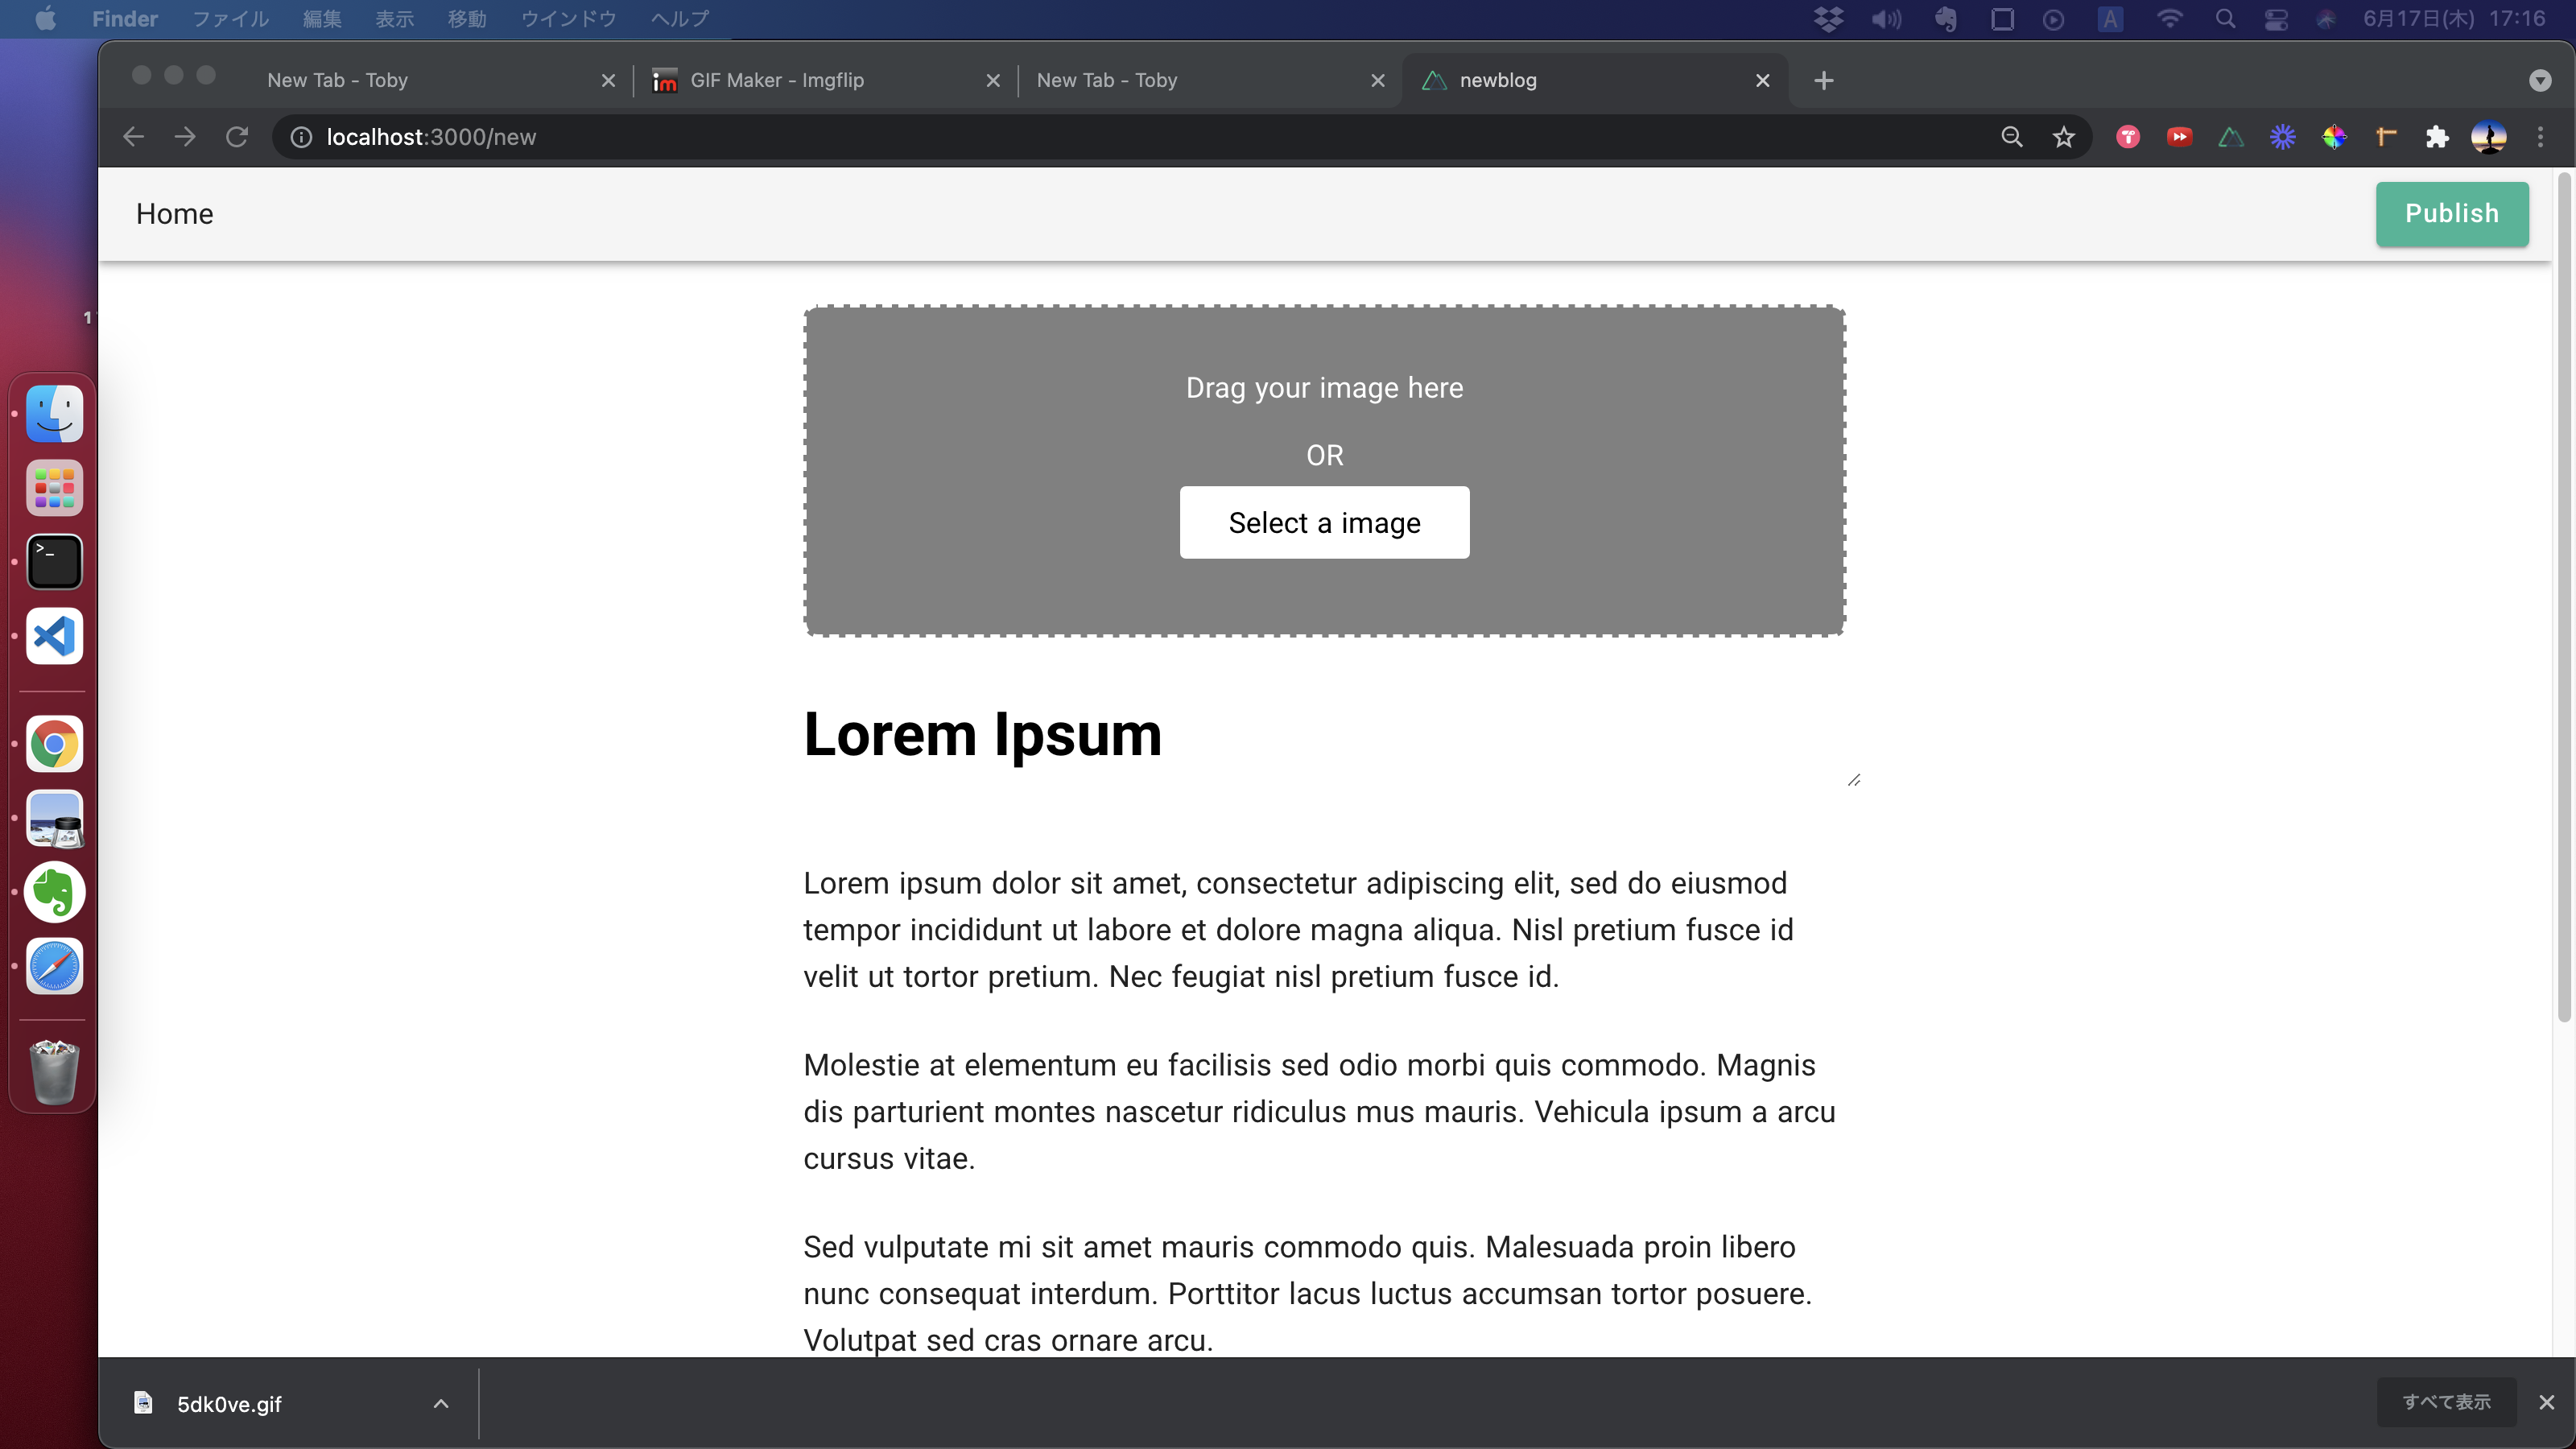 Finder ファイル 編集 表示 移動 ウインドウ ヘルプ A 6月17日(木) 17:16
New Tab - Toby im GIF Maker - Imgflip New Tab - Toby newblog
localhost:3000/new
Home Publish
1
Drag your image here
OR
Select a image
Lorem Ipsum
Lorem ipsum dolor sit amet, consectetur adipiscing elit, sed do eiusmod
tempor incididunt ut labore et dolore magna aliqua. Nisl pretium fusce id
velit ut tortor pretium. Nec feugiat nisl pretium fusce id.
Molestie at elementum eu facilisis sed odio morbi quis commodo. Magnis
dis parturient montes nascetur ridiculus mus mauris. Vehicula ipsum a arcu
cursus vitae.
Sed vulputate mi sit amet mauris commodo quis. Malesuada proin libero
nunc consequat interdum. Porttitor lacus luctus accumsan tortor posuere.
Volutpat sed cras ornare arcu.
5dk0ve.gif すべて表示